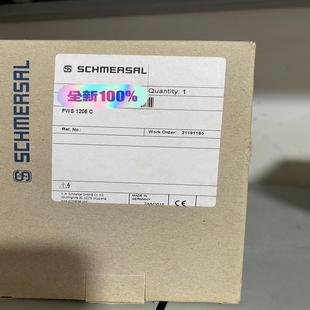 SCHMERSAL
SCHMERSAL
Quantity: 1
全新100%
FWS 1206 C
Ref. No.:
Work Order: 21191165
MADE IN
GERMANY
CE